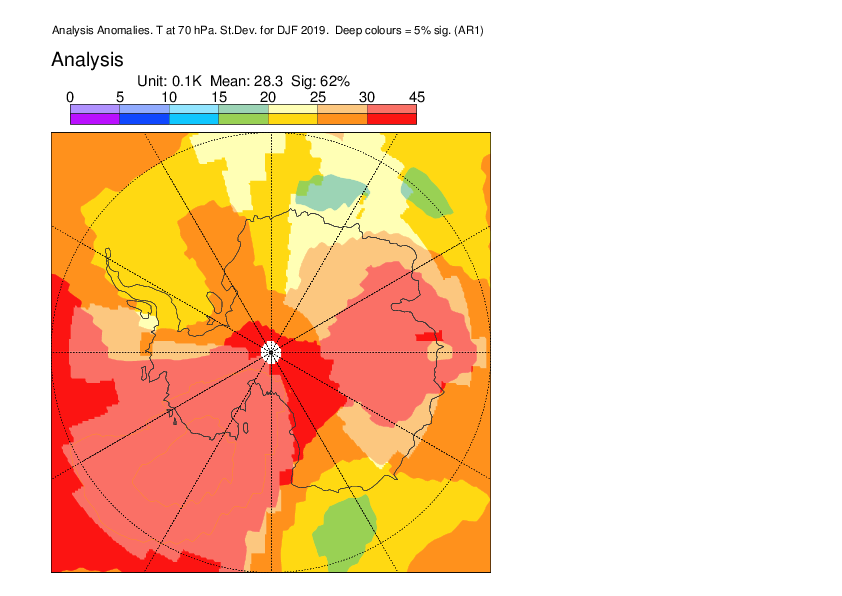 Analysis Anomalies. T at 70 hPa. St.Dev. for DJF 2019. Deep colours = 5% sig. (AR1)
Analysis
Unit: 0.1K Mean: 28.3 Sig: 62%
0 5 10 15 20 25 30 45